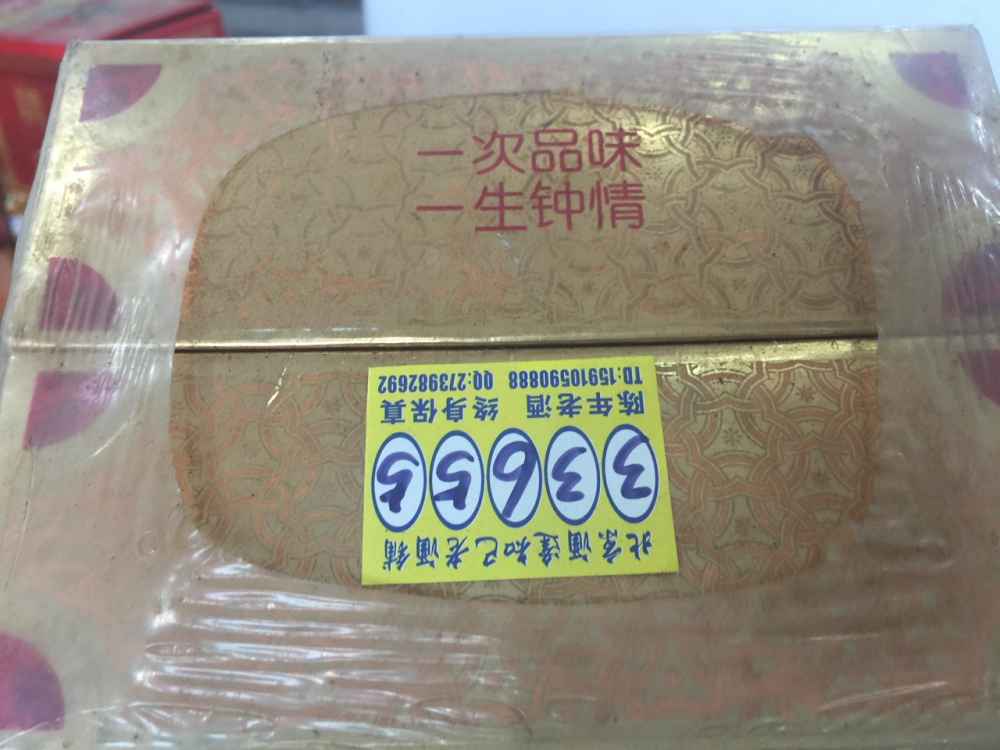 一次品味
一生钟情
北京酒逢知己老酒铺
陈年老酒 终身保真
TD:15910590888 QQ:273982692